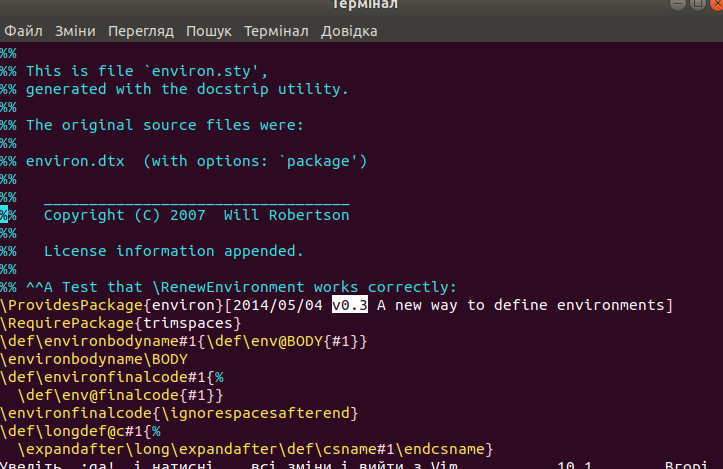 Термінал
Файл Зміни Перегляд Пошук Термінал Довідка
%%
%% This is file `environ.sty',
%% generated with the docstrip utility.
%%
%% The original source files were:
%%
%% environ.dtx  (with options: `package')
%%
%%   __________________________________
%%   Copyright (C) 2007  Will Robertson
%%
%%   License information appended.
%%
%% ^^A Test that \RenewEnvironment works correctly:
\ProvidesPackage{environ}[2014/05/04 v0.3 A new way to define environments]
\RequirePackage{trimspaces}
\def\environbodyname#1{\def\env@BODY{#1}}
\environbodyname\BODY
\def\environfinalcode#1{%
  \def\env@finalcode{#1}}
\environfinalcode{\ignorespacesafterend}
\def\longdef@c#1{%
  \expandafter\long\expandafter\def\csname#1\endcsname}
Уведіть  :qa!  і натисні    всі зміни і вийти з Vim    10,1    Вгорі